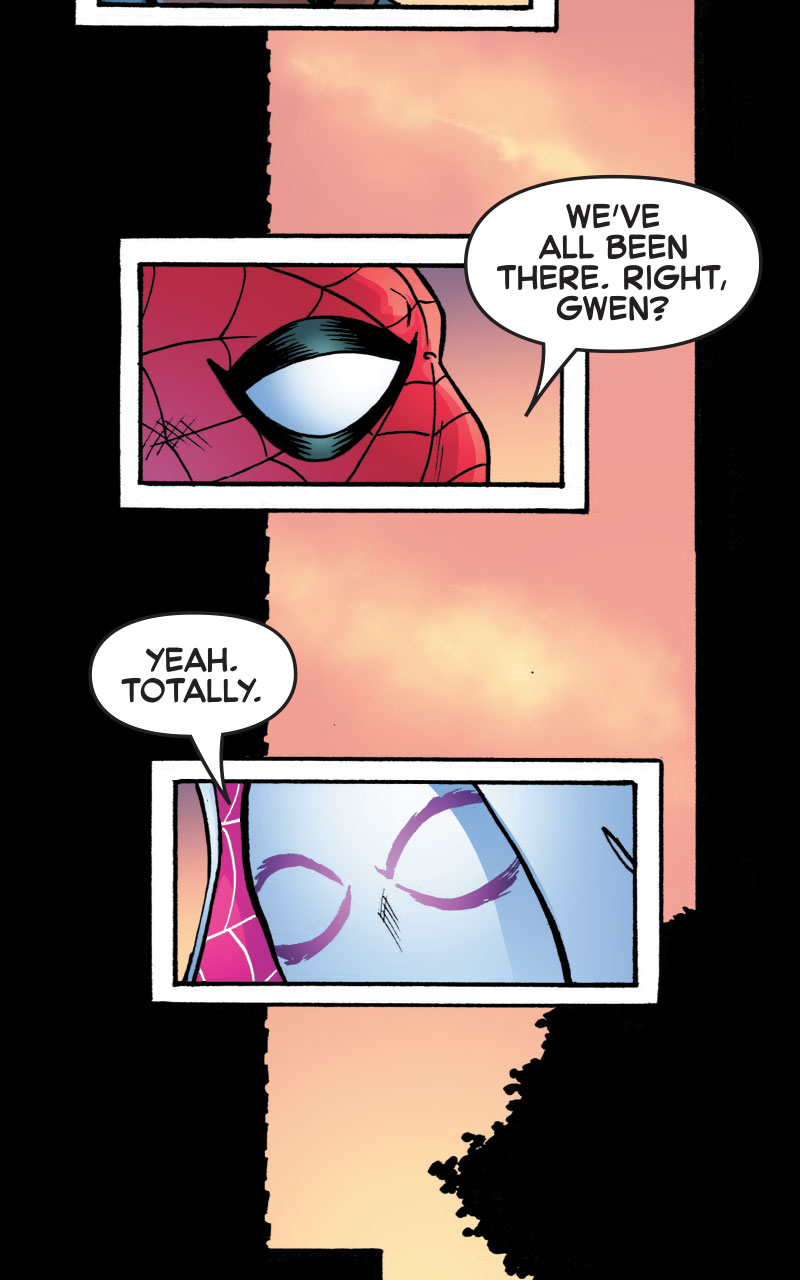 WE'VE
ALL BEEN
THERE. RIGHT,
GWEN?
YEAH.
TOTALLY.